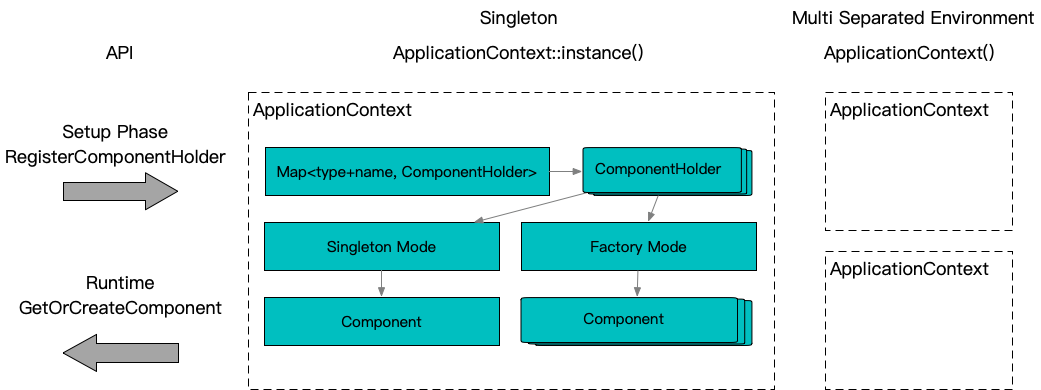 Singleton
Multi Separated Environment
API
ApplicationContext::instance()
ApplicationContext()
ApplicationContext
ApplicationContext
Setup Phase
RegisterComponentHolder
Map<type+name, ComponentHolder>
ComponentHolder
Singleton Mode
Factory Mode
ApplicationContext
Runtime
GetOrCreateComponent
Component
Component